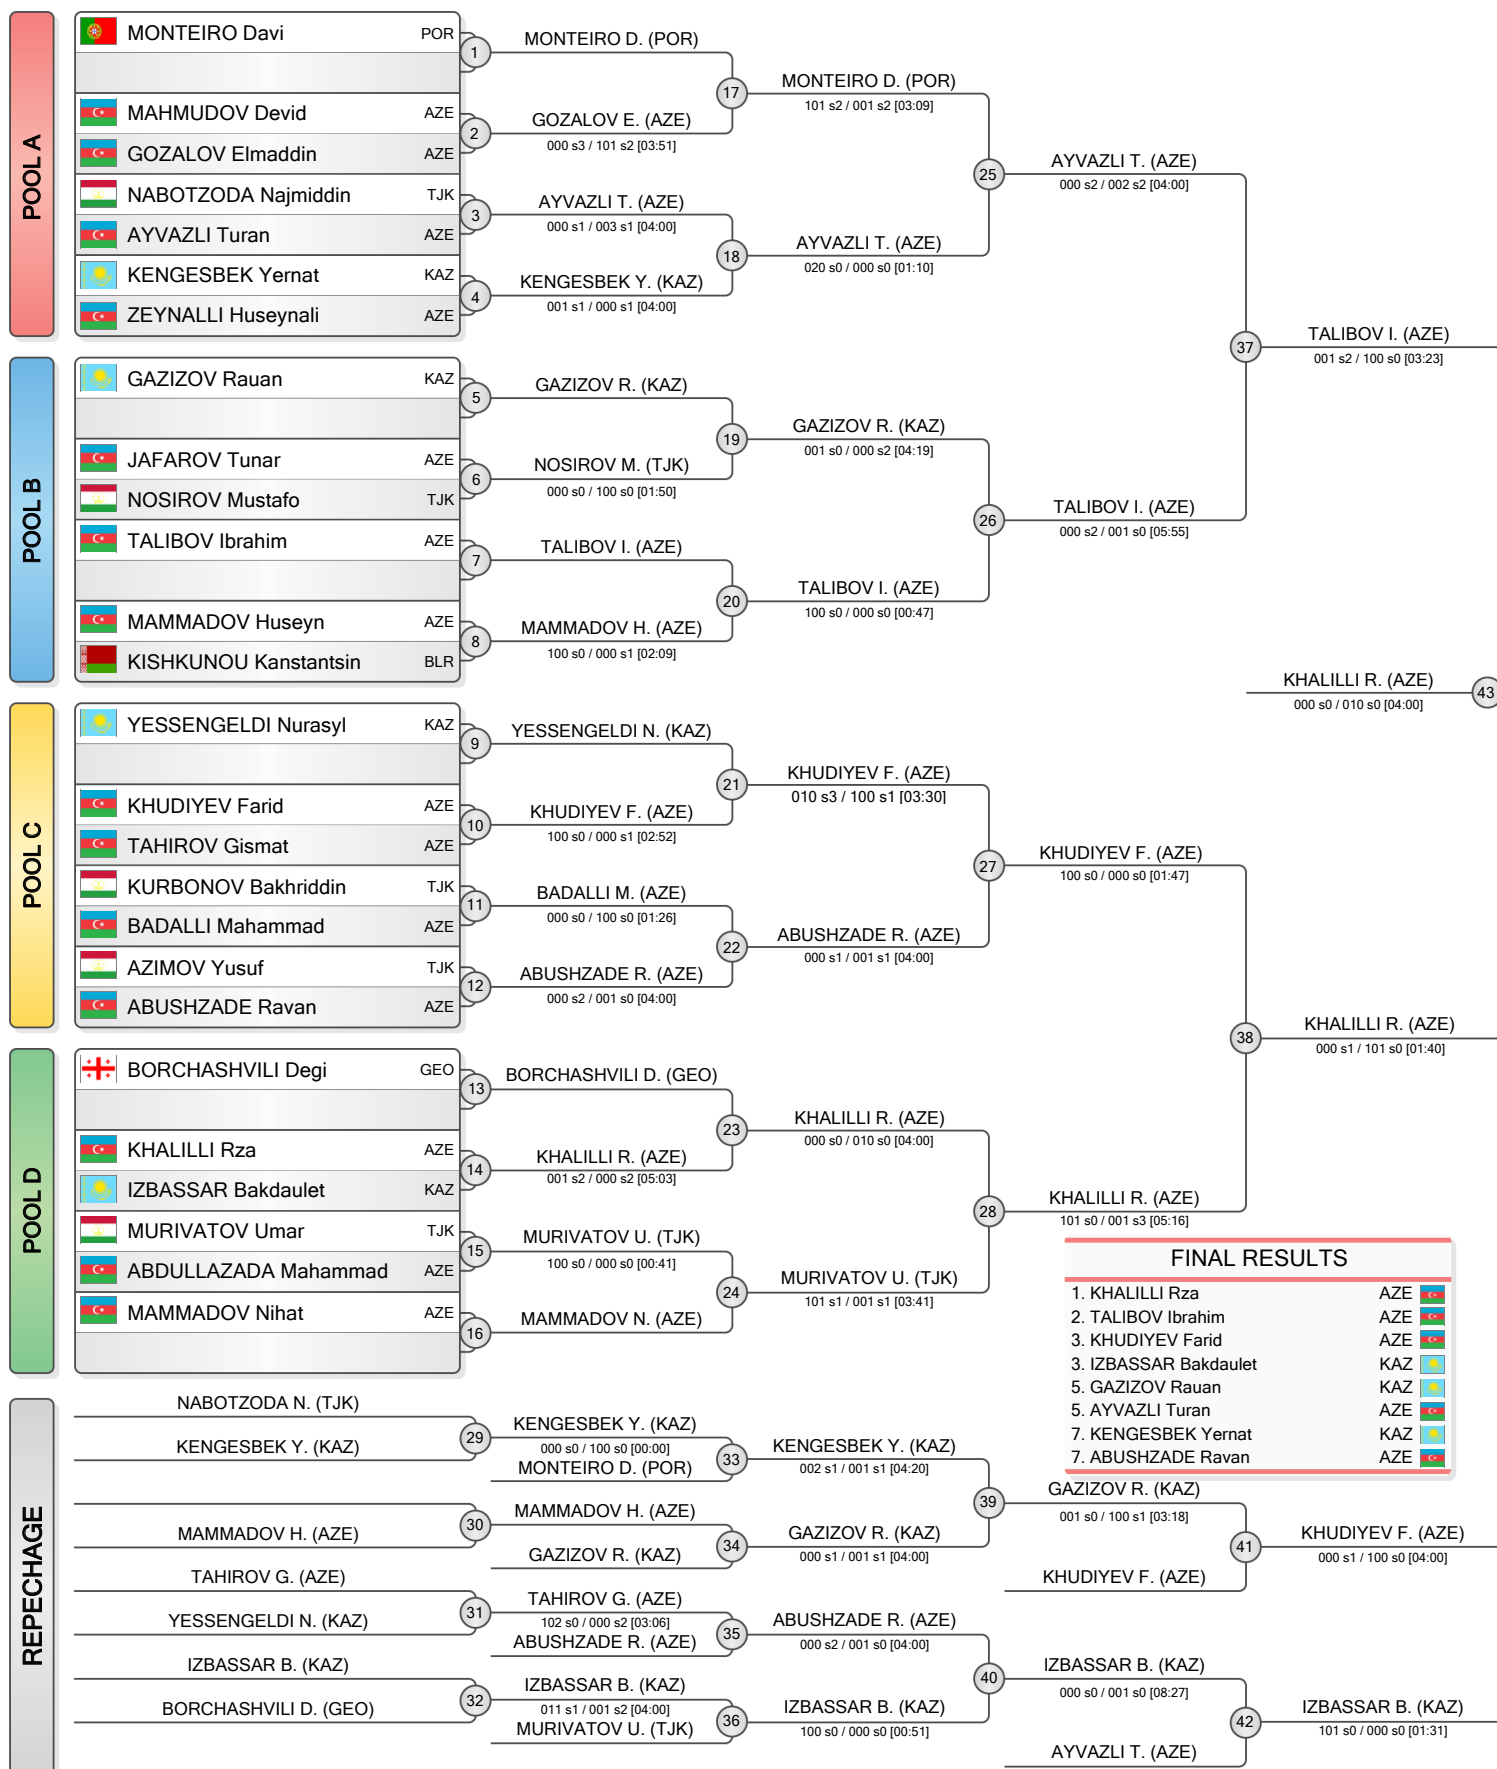 POOL A
MONTEIRO Davi POR
MAHMUDOV Devid AZE
GOZALOV Elmaddin AZE
NABOTZODA Najmiddin TJK
AYVAZLI Turan AZE
KENGESBEK Yernat KAZ
ZEYNALLI Huseynali AZE
1
2
3
4
MONTEIRO D. (POR)
GOZALOV E. (AZE)
000 s3 / 101 s2 [03:51]
AYVAZLI T. (AZE)
000 s1 / 003 s1 [04:00]
KENGESBEK Y. (KAZ)
001 s1 / 000 s1 [04:00]
17
18
MONTEIRO D. (POR)
101 s2 / 001 s2 [03:09]
AYVAZLI T. (AZE)
020 s0 / 000 s0 [01:10]
25
AYVAZLI T. (AZE)
000 s2 / 002 s2 [04:00]
POOL B
GAZIZOV Rauan KAZ
JAFAROV Tunar AZE
NOSIROV Mustafo TJK
TALIBOV Ibrahim AZE
MAMMADOV Huseyn AZE
KISHKUNOU Kanstantsin BLR
5
6
7
8
GAZIZOV R. (KAZ)
NOSIROV M. (TJK)
000 s0 / 100 s0 [01:50]
TALIBOV I. (AZE)
MAMMADOV H. (AZE)
100 s0 / 000 s1 [02:09]
19
20
GAZIZOV R. (KAZ)
001 s0 / 000 s2 [04:19]
TALIBOV I. (AZE)
100 s0 / 000 s0 [00:47]
26
TALIBOV I. (AZE)
000 s2 / 001 s0 [05:55]
37
TALIBOV I. (AZE)
001 s2 / 100 s0 [03:23]
KHALILLI R. (AZE)
000 s0 / 010 s0 [04:00]
43
POOL C
YESSENGELDI Nurasyl KAZ
KHUDIYEV Farid AZE
TAHIROV Gismat AZE
KURBONOV Bakhriddin TJK
BADALLI Mahammad AZE
AZIMOV Yusuf TJK
ABUSHZADE Ravan AZE
9
10
11
12
YESSENGELDI N. (KAZ)
KHUDIYEV F. (AZE)
100 s0 / 000 s1 [02:52]
BADALLI M. (AZE)
000 s0 / 100 s0 [01:26]
ABUSHZADE R. (AZE)
000 s2 / 001 s0 [04:00]
21
22
KHUDIYEV F. (AZE)
010 s3 / 100 s1 [03:30]
ABUSHZADE R. (AZE)
000 s1 / 001 s1 [04:00]
27
KHUDIYEV F. (AZE)
100 s0 / 000 s0 [01:47]
POOL D
BORCHASHVILI Degi GEO
KHALILLI Rza AZE
IZBASSAR Bakdaulet KAZ
MURIVATOV Umar TJK
ABDULLAZADA Mahammad AZE
MAMMADOV Nihat AZE
13
14
15
16
BORCHASHVILI D. (GEO)
KHALILLI R. (AZE)
001 s2 / 000 s2 [05:03]
MURIVATOV U. (TJK)
100 s0 / 000 s0 [00:41]
MAMMADOV N. (AZE)
23
24
KHALILLI R. (AZE)
000 s0 / 010 s0 [04:00]
MURIVATOV U. (TJK)
101 s1 / 001 s1 [03:41]
28
KHALILLI R. (AZE)
101 s0 / 001 s3 [05:16]
38
KHALILLI R. (AZE)
000 s1 / 101 s0 [01:40]
FINAL RESULTS
1. KHALILLI Rza AZE
2. TALIBOV Ibrahim AZE
3. KHUDIYEV Farid AZE
3. IZBASSAR Bakdaulet KAZ
5. GAZIZOV Rauan KAZ
5. AYVAZLI Turan AZE
7. KENGESBEK Yernat KAZ
7. ABUSHZADE Ravan AZE
REPECHAGE
NABOTZODA N. (TJK)
KENGESBEK Y. (KAZ)
MAMMADOV H. (AZE)
TAHIROV G. (AZE)
YESSENGELDI N. (KAZ)
IZBASSAR B. (KAZ)
BORCHASHVILI D. (GEO)
29
30
31
32
KENGESBEK Y. (KAZ)
000 s0 / 100 s0 [00:00]
MONTEIRO D. (POR)
MAMMADOV H. (AZE)
GAZIZOV R. (KAZ)
TAHIROV G. (AZE)
102 s0 / 000 s2 [03:06]
ABUSHZADE R. (AZE)
IZBASSAR B. (KAZ)
011 s1 / 001 s2 [04:00]
MURIVATOV U. (TJK)
33
34
35
36
KENGESBEK Y. (KAZ)
002 s1 / 001 s1 [04:20]
GAZIZOV R. (KAZ)
000 s1 / 001 s1 [04:00]
ABUSHZADE R. (AZE)
000 s2 / 001 s0 [04:00]
IZBASSAR B. (KAZ)
100 s0 / 000 s0 [00:51]
39
40
GAZIZOV R. (KAZ)
001 s0 / 100 s1 [03:18]
KHUDIYEV F. (AZE)
IZBASSAR B. (KAZ)
000 s0 / 001 s0 [08:27]
AYVAZLI T. (AZE)
41
42
KHUDIYEV F. (AZE)
000 s1 / 100 s0 [04:00]
IZBASSAR B. (KAZ)
101 s0 / 000 s0 [01:31]